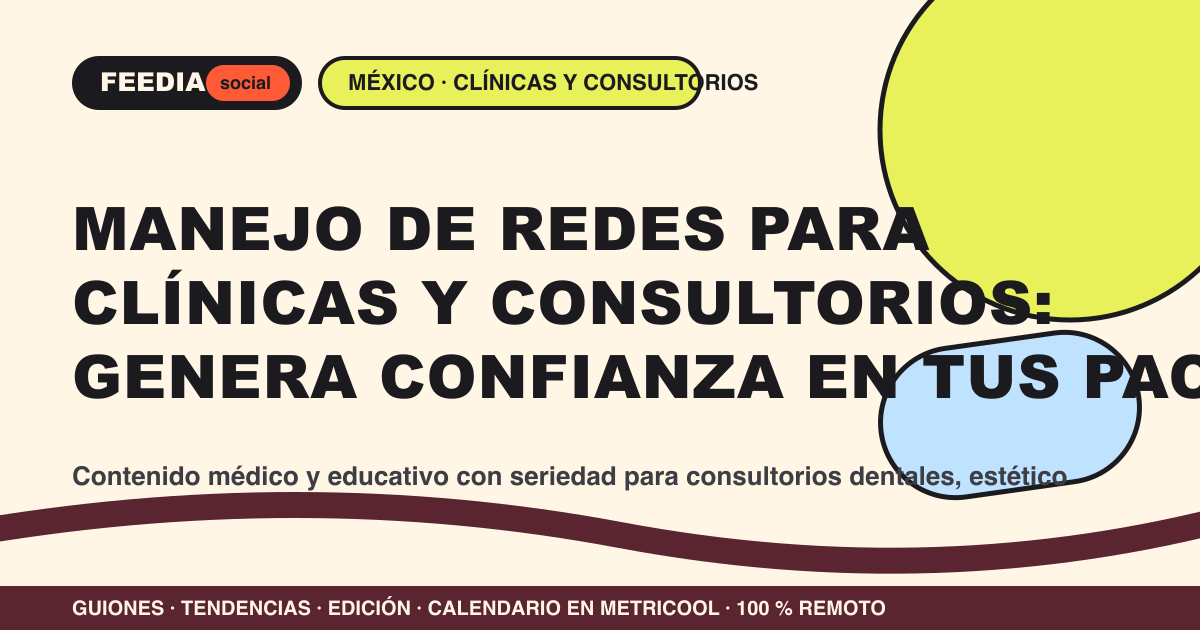 FEEDIA social
MÉXICO · CLÍNICAS Y CONSULTORIOS
MANEJO DE REDES PARA
CLÍNICAS Y CONSULTORIOS:
GENERA CONFIANZA EN TUS PAC
Contenido médico y educativo con seriedad para consultorios dentales, estético
GUIONES · TENDENCIAS · EDICIÓN · CALENDARIO EN METRICOOL · 100 % REMOTO